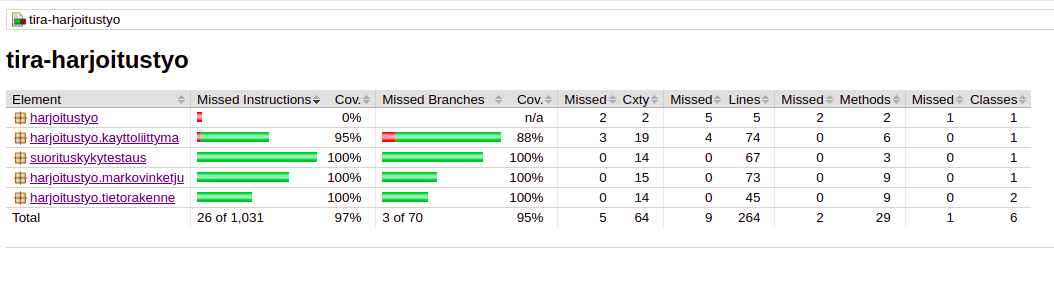 tira-harjoitustyo
tira-harjoitustyo
Element Missed Instructions Cov. Missed Branches Cov. Missed Cxty Missed Lines Missed Methods Missed Classes
harjoitustyo 0% n/a 2 2 5 5 2 2 1 1
harjoitustyo.kayttoliittyma 95% 88% 3 19 4 74 0 6 0 1
suorituskykytestaus 100% 100% 0 14 0 67 0 3 0 1
harjoitustyo.markovinketju 100% 100% 0 15 0 73 0 9 0 1
harjoitustyo.tietorakenne 100% 100% 0 14 0 45 0 9 0 2
Total 26 of 1,031 97% 3 of 70 95% 5 64 9 264 2 29 1 6